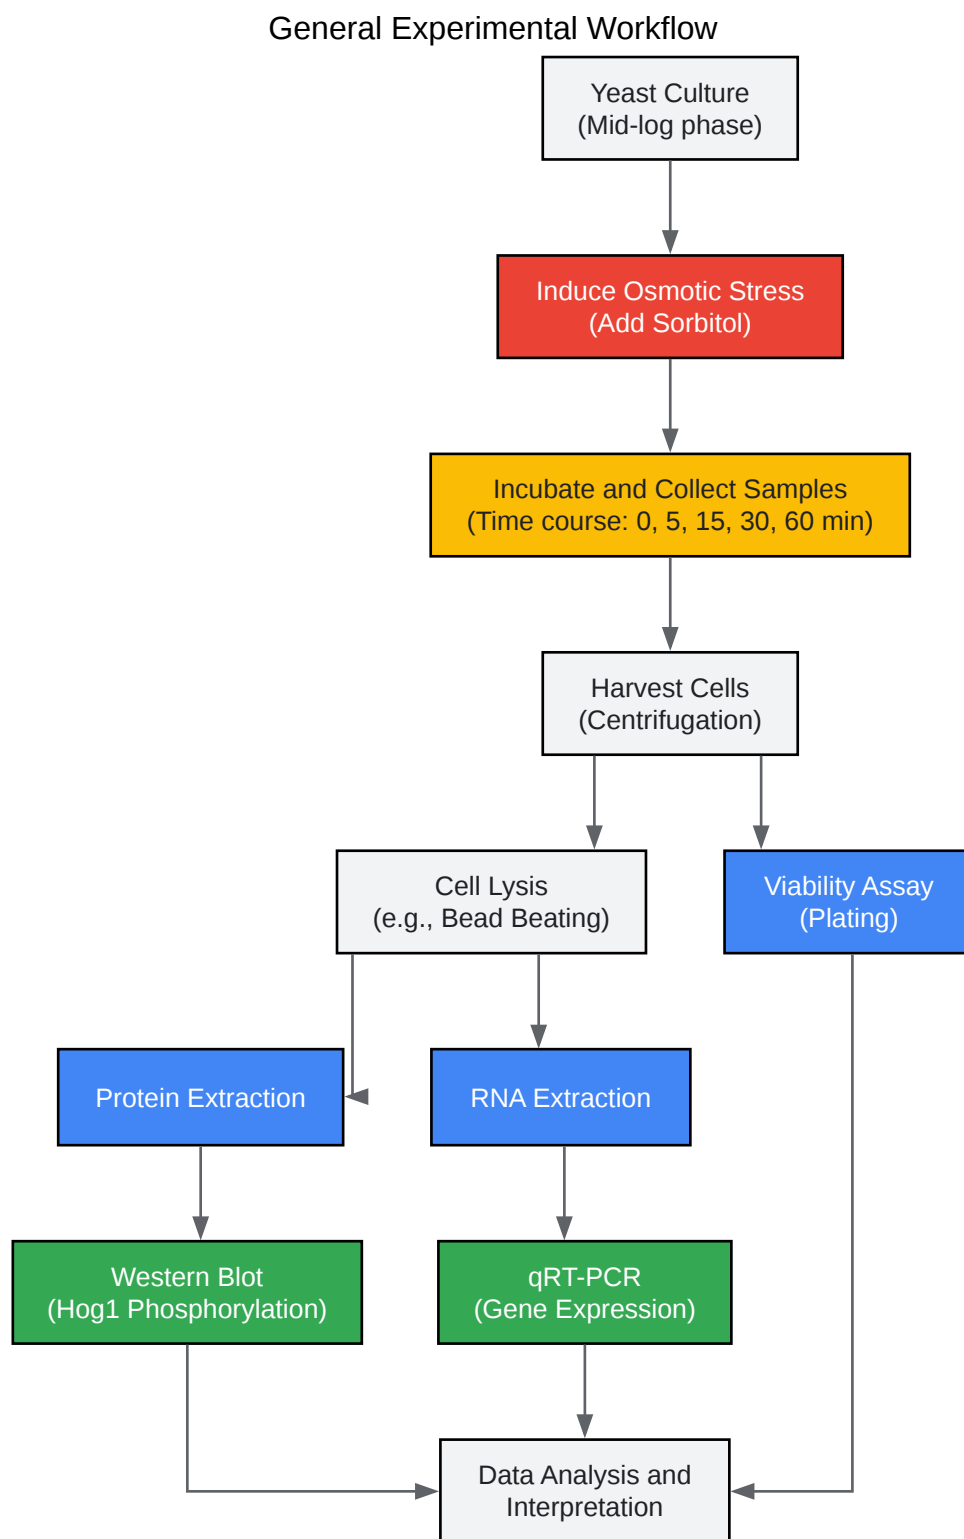 General Experimental Workflow
Yeast Culture
(Mid-log phase)
Induce Osmotic Stress
(Add Sorbitol)
Incubate and Collect Samples
(Time course: 0, 5, 15, 30, 60 min)
Harvest Cells
(Centrifugation)
Cell Lysis
(e.g., Bead Beating)
Viability Assay
(Plating)
Protein Extraction
RNA Extraction
Western Blot
(Hog1 Phosphorylation)
qRT-PCR
(Gene Expression)
Data Analysis and
Interpretation